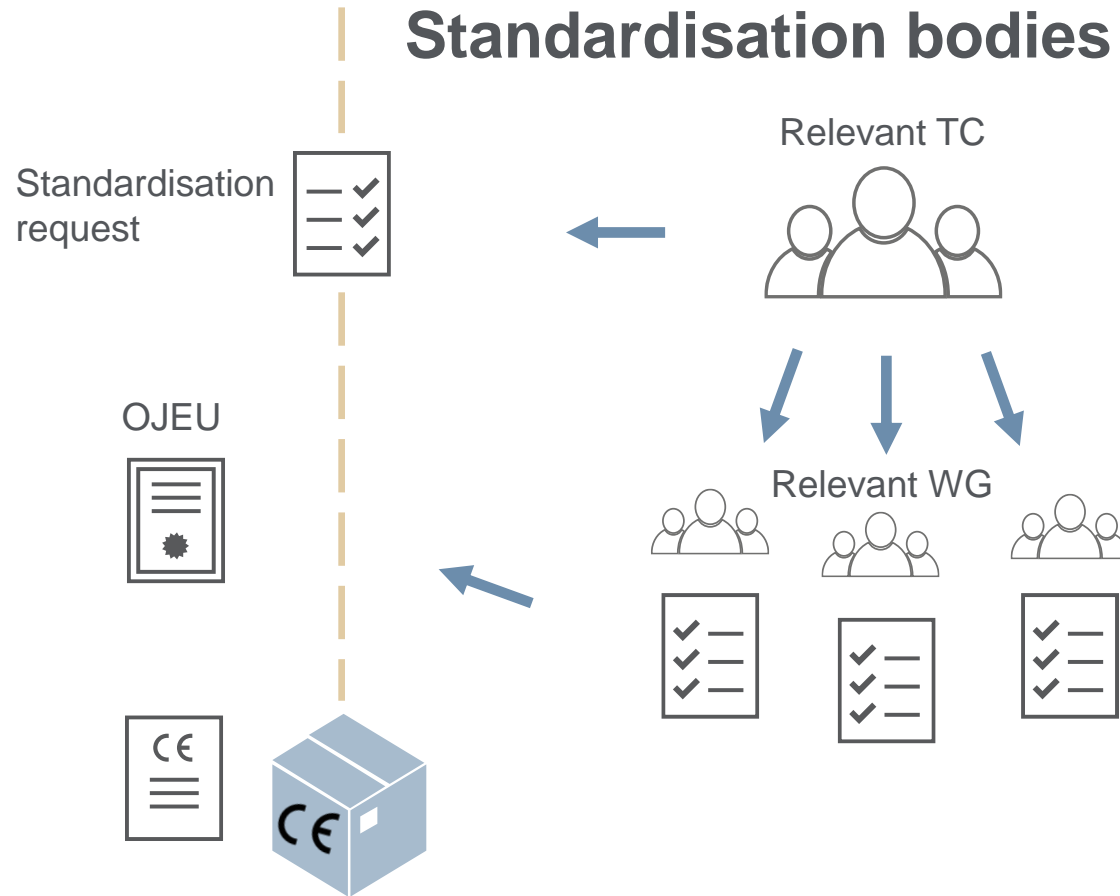 Standardisation bodies
Relevant TC
Standardisation
request
OJEU
Relevant WG
CE
CE